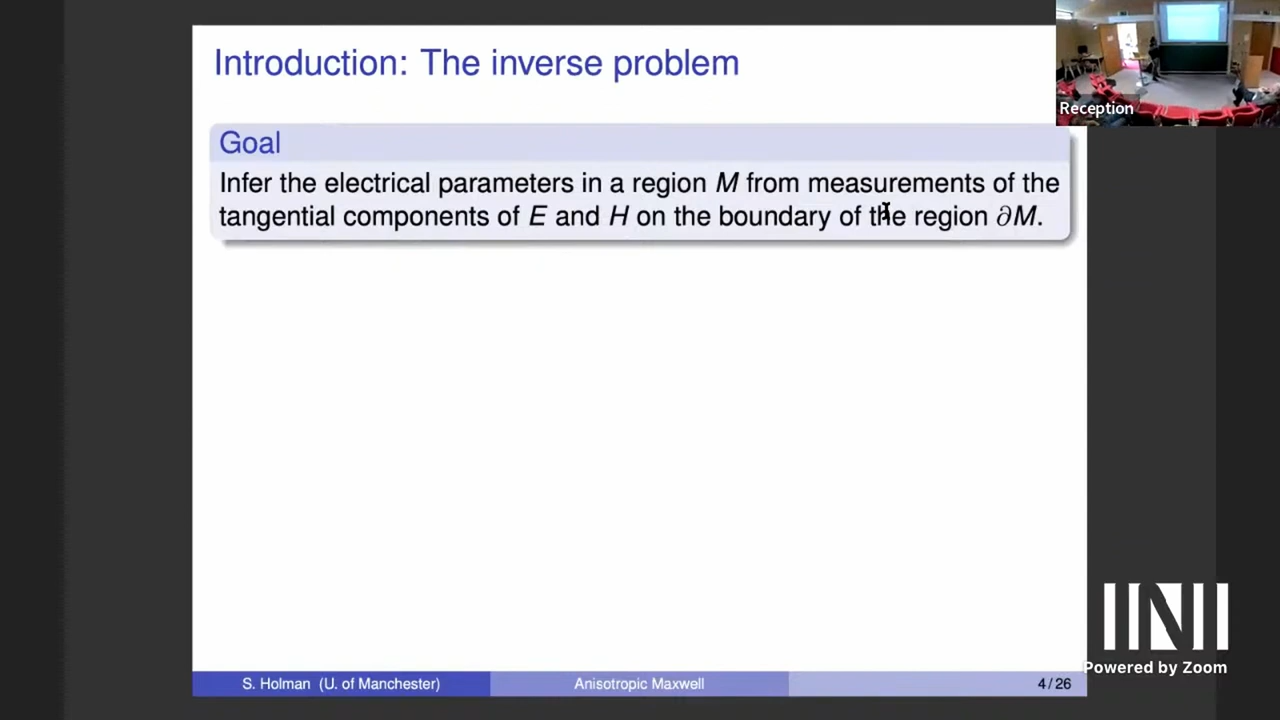 Introduction: The inverse problem
Reception
Goal
Infer the electrical parameters in a region M from measurements of the
tangential components of E and H on the boundary of the region ∂M.
INI
Powered by Zoom
S. Holman (U. of Manchester)
Anisotropic Maxwell
4 / 26